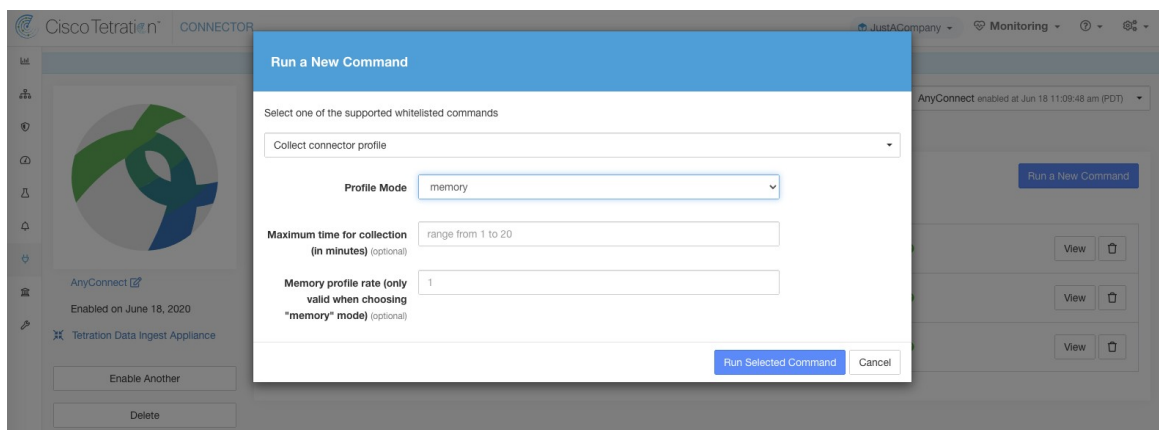 Cisco Tetration™ CONNECTOR
JustACompany
Monitoring
Run a New Command
Select one of the supported whitelisted commands
Collect connector profile
Profile Mode
memory
Maximum time for collection
(in minutes) (optional)
range from 1 to 20
Memory profile rate (only
valid when choosing
"memory" mode) (optional)
1
Run Selected Command
Cancel
AnyConnect enabled at Jun 18 11:09:48 am (PDT)
Run a New Command
View
View
View
AnyConnect
Enabled on June 18, 2020
Tetration Data Ingest Appliance
Enable Another
Delete